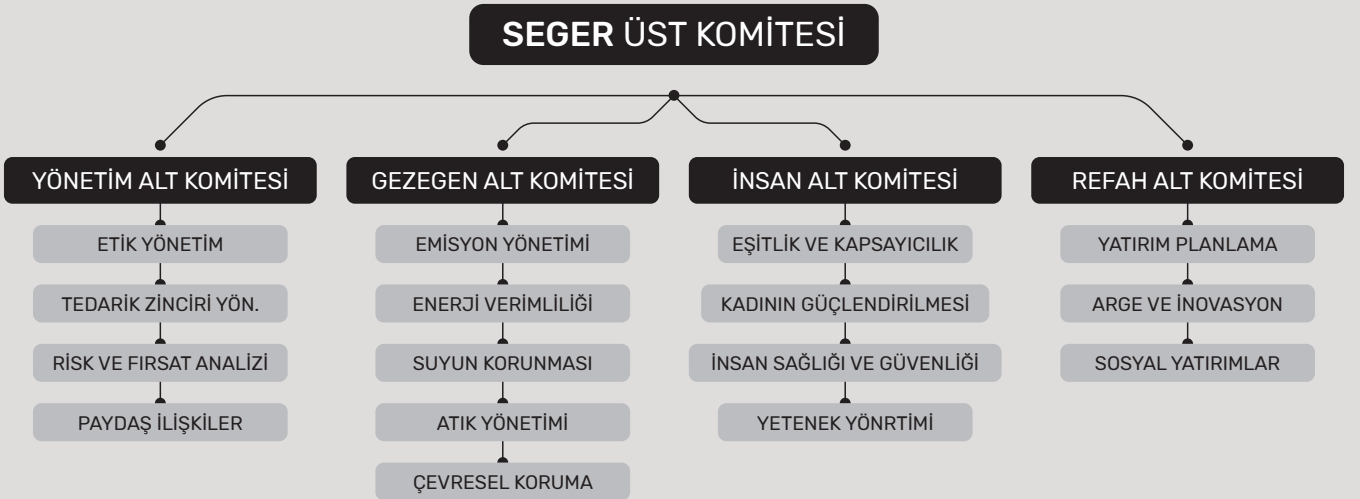 SEGER ÜST KOMİTESİ
YÖNETİM ALT KOMİTESİ
ETİK YÖNETİM
TEDARİK ZİNCİRİ YÖN.
RİSK VE FIRSAT ANALİZİ
PAYDAŞ İLİŞKİLER
GEZEGEN ALT KOMİTESİ
EMİSYON YÖNETİMİ
ENERJİ VERİMLİLİĞİ
SUYUN KORUNMASI
ATIK YÖNETİMİ
ÇEVRESEL KORUMA
İNSAN ALT KOMİTESİ
EŞİTLİK VE KAPSAYICILIK
KADININ GÜÇLENDİRİLMESİ
İNSAN SAĞLIĞI VE GÜVENLİĞİ
YETENEK YÖNRTİMİ
REFAH ALT KOMİTESİ
YATIRIM PLANLAMA
ARGE VE İNOVASYON
SOSYAL YATIRIMLAR